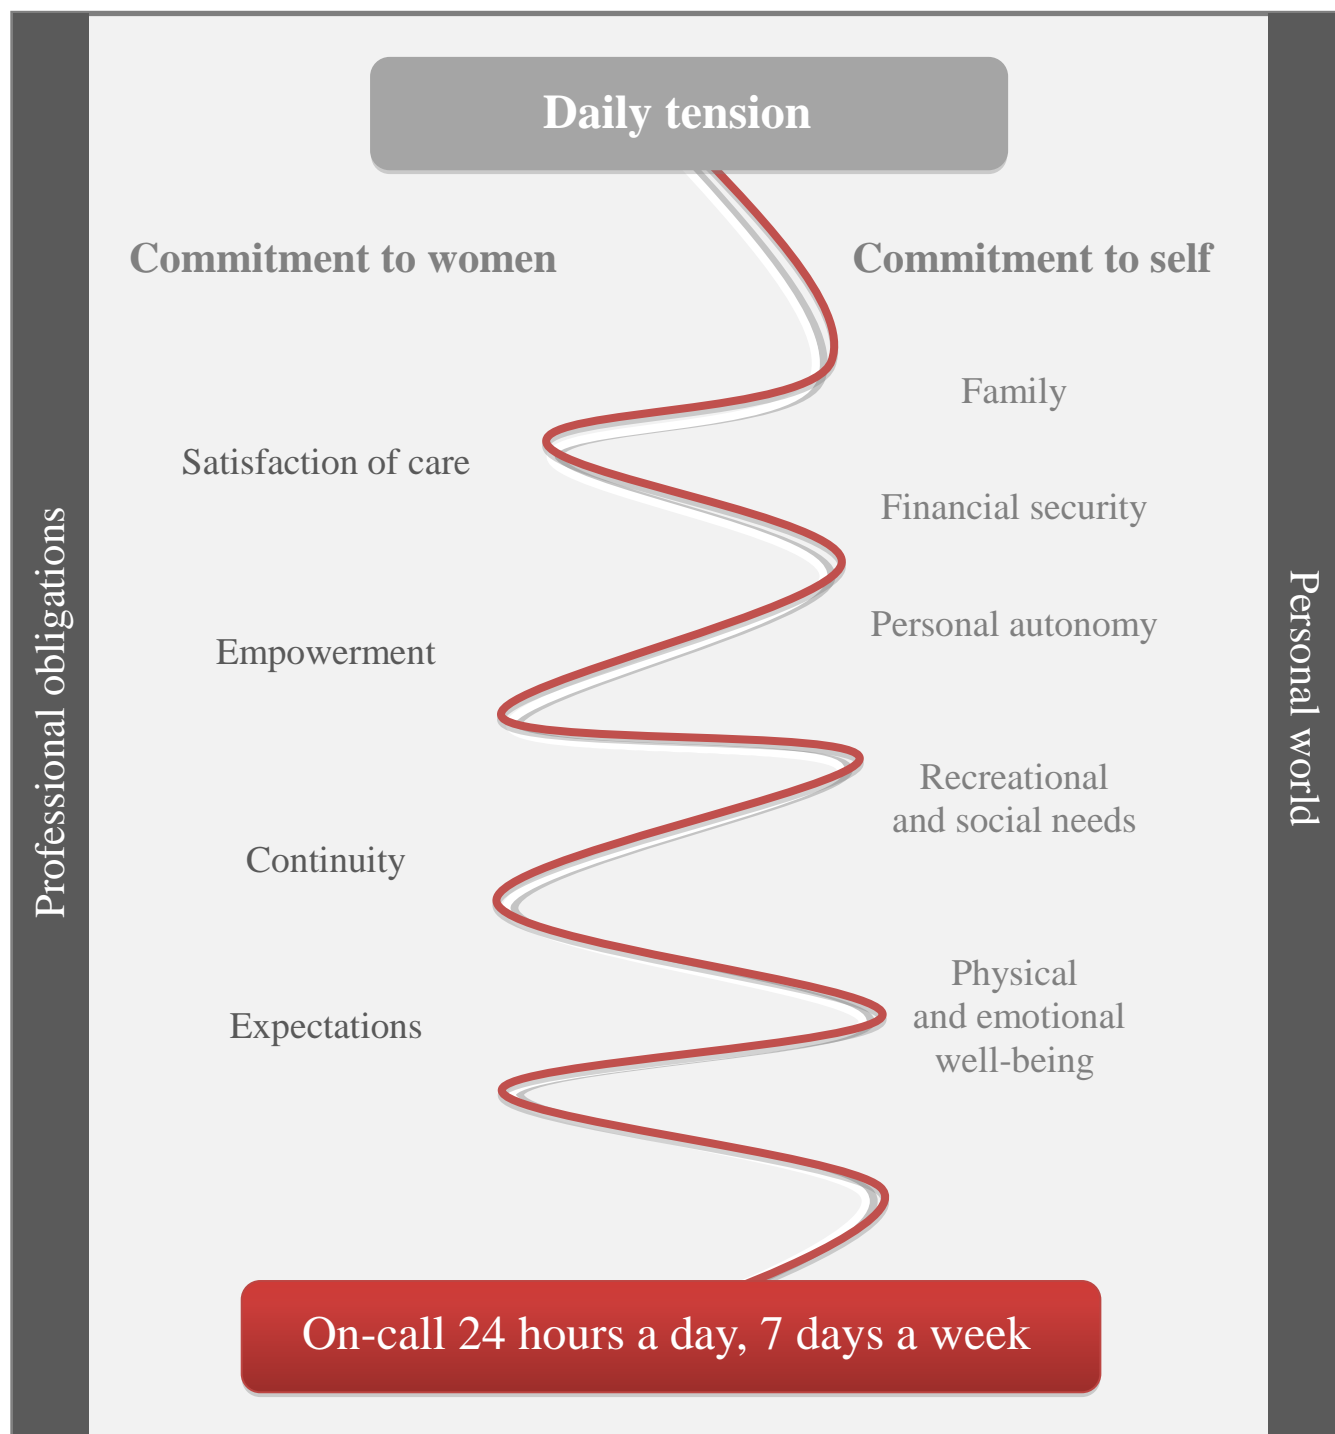 Daily tension
Commitment to women
Commitment to self
Family
Satisfaction of care
Financial security
Personal autonomy
Empowerment
Recreational
and social needs
Continuity
Physical
and emotional
well-being
Expectations
On-call 24 hours a day, 7 days a week
Professional obligations
Personal world